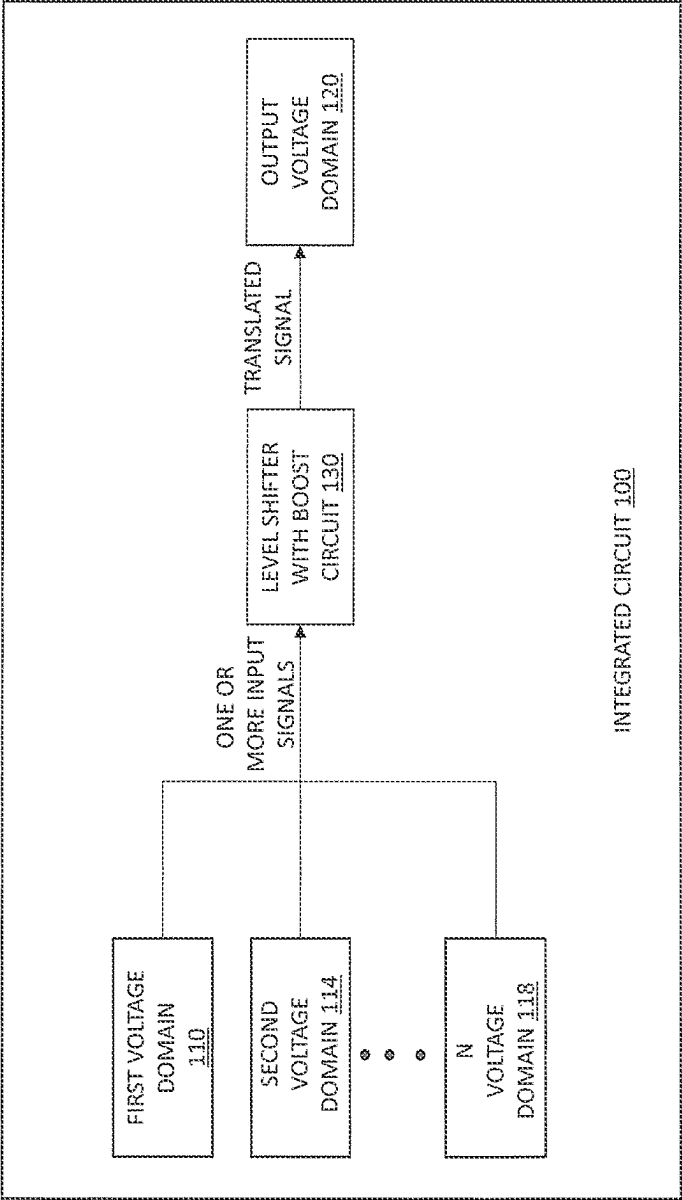 FIRST VOLTAGE
DOMAIN
110
SECOND
VOLTAGE
DOMAIN 114
N
VOLTAGE
DOMAIN 118
ONE OR
MORE INPUT
SIGNALS
LEVEL SHIFTER
WITH BOOST
CIRCUIT 130
TRANSLATED
SIGNAL
OUTPUT
VOLTAGE
DOMAIN 120
INTEGRATED CIRCUIT 100